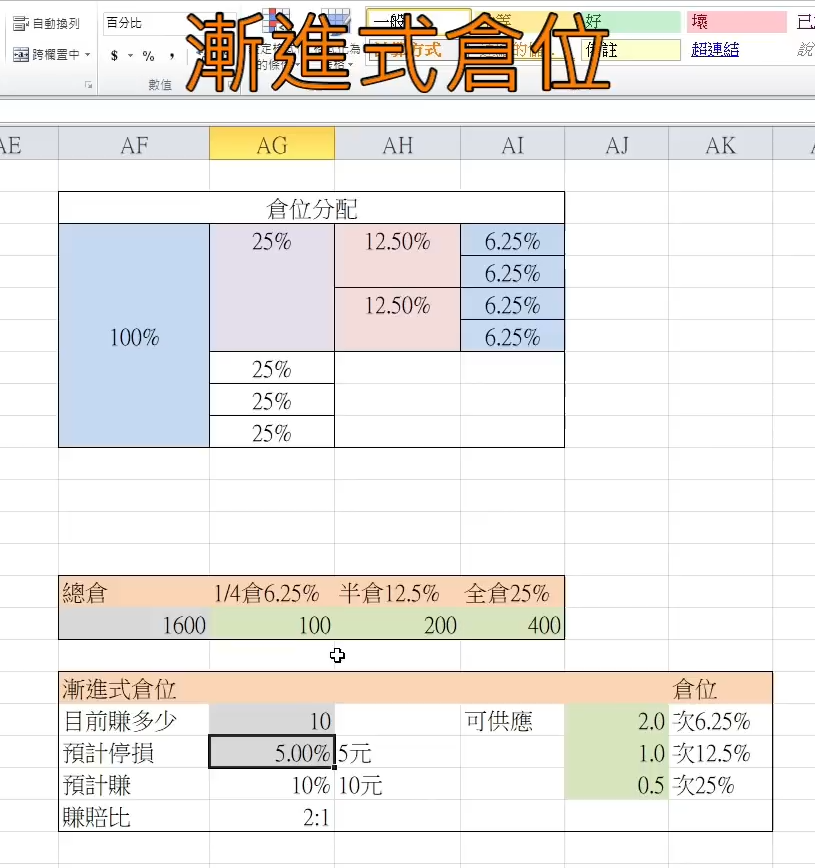 自動換列
百分比
一般
好
壞
跨欄置中
$ % ,
備註
超連結
說
數值
漸進式倉位
AE AF AG AH AI AJ AK
倉位分配
100% 25% 12.50% 6.25%
6.25%
12.50% 6.25%
6.25%
25%
25%
25%
總倉 1/4倉6.25% 半倉12.5% 全倉25%
1600 100 200 400
漸進式倉位 倉位
目前賺多少 10 可供應 2.0 次6.25%
預計停損 5.00% 5元 1.0 次12.5%
預計賺 10% 10元 0.5 次25%
賺賠比 2:1